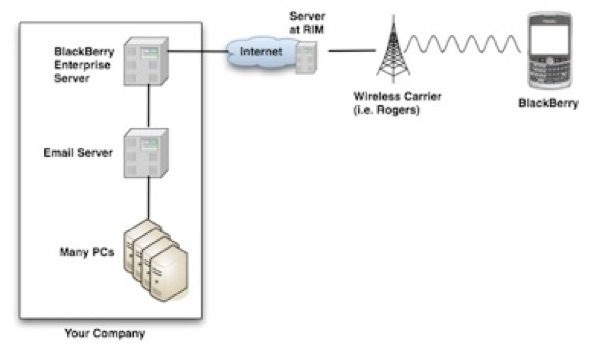 Server
at RIM
BlackBerry
Enterprise
Server
Internet
Wireless Carrier
(i.e. Rogers)
BlackBerry
Email Server
Many PCs
Your Company